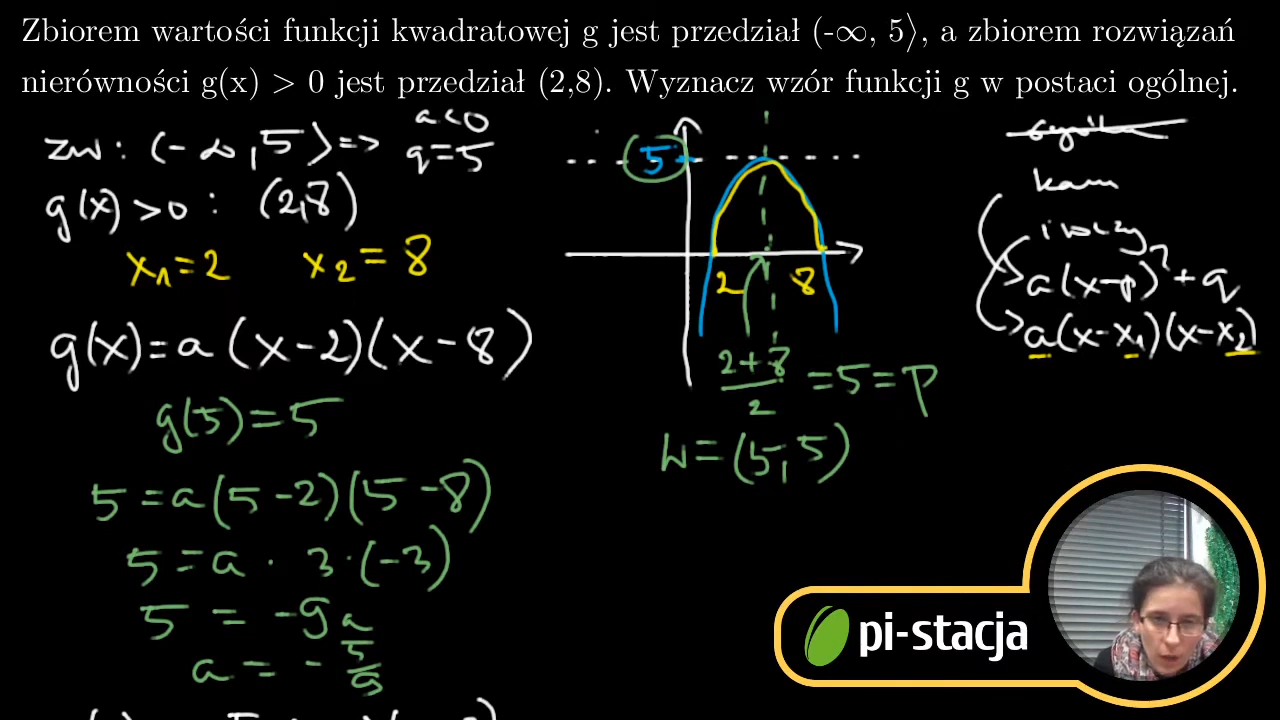 Zbiorem wartości funkcji kwadratowej g jest przedział (-∞, 5⟩, a zbiorem rozwiązań
nierówności g(x) > 0 jest przedział (2,8). Wyznacz wzór funkcji g w postaci ogólnej.
zw: (-∞, 5⟩ => a<0
q=5
g(x)>0 : (2,8)
x₁=2 x₂=8
g(x)=a(x-2)(x-8)
g(5)=5
5=a(5-2)(5-8)
5=a·3·(-3)
5=-9a
a=-5/9
5
2 8
(2+8)/2 =5=p
W=(5,5)
kan
iloczy
a(x-p)²+q
a(x-x₁)(x-x₂)
pi-stacja